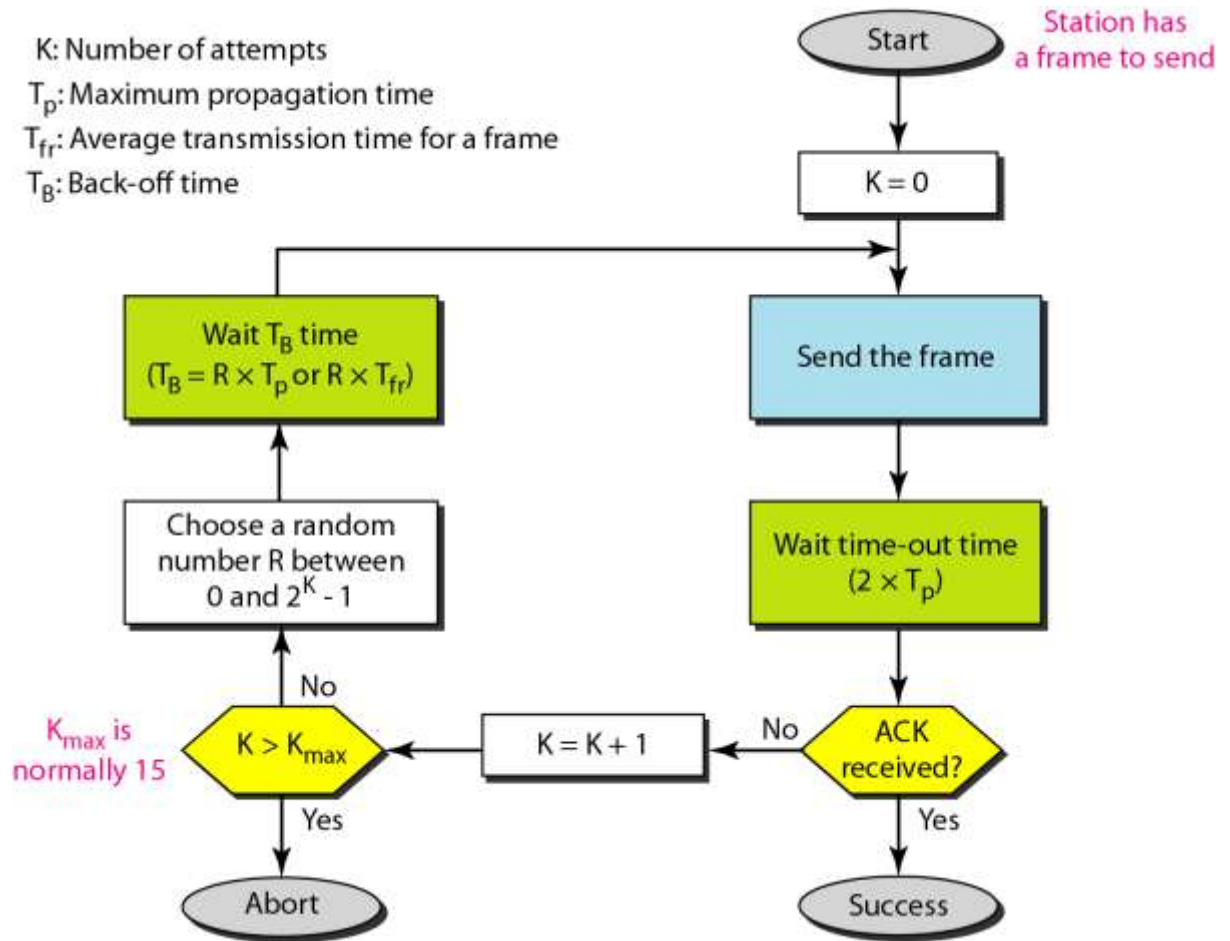 K: Number of attempts
Tp: Maximum propagation time
Tfr: Average transmission time for a frame
TB: Back-off time
Start
Station has
a frame to send
K = 0
Wait TB time
(TB = R × Tp or R × Tfr)
Send the frame
Choose a random
number R between
0 and 2^K - 1
Wait time-out time
(2 × Tp)
No
Kmax is
normally 15
K > Kmax
K = K + 1
No
ACK
received?
Yes
Yes
Abort
Success